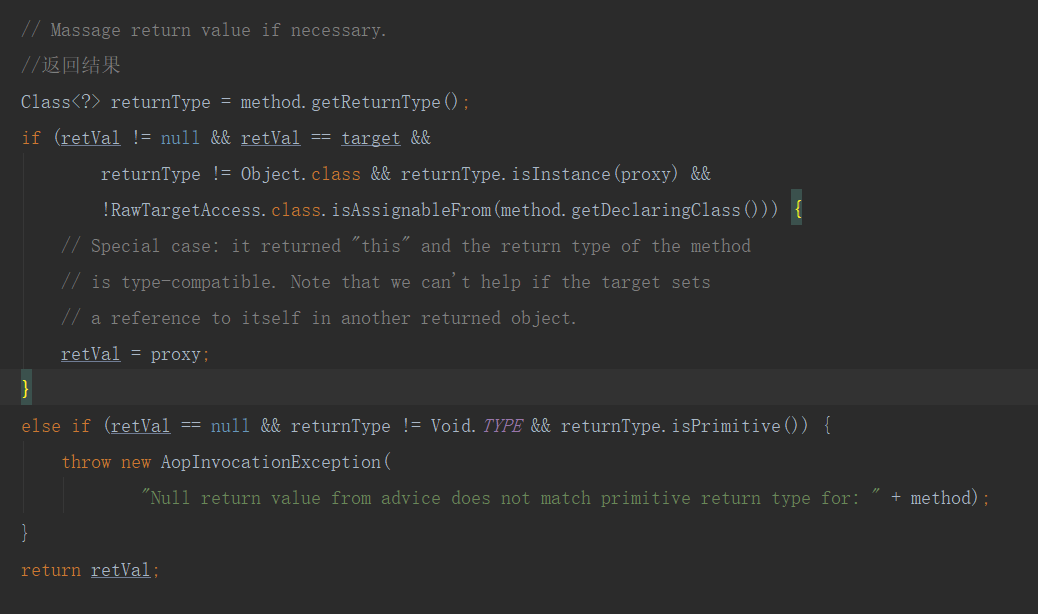 // Massage return value if necessary.
//返回结果
Class<?> returnType = method.getReturnType();
if (retVal != null && retVal == target &&
        returnType != Object.class && returnType.isInstance(proxy) &&
        !RawTargetAccess.class.isAssignableFrom(method.getDeclaringClass())) {
    // Special case: it returned "this" and the return type of the method
    // is type-compatible. Note that we can't help if the target sets
    // a reference to itself in another returned object.
    retVal = proxy;
}
else if (retVal == null && returnType != Void.TYPE && returnType.isPrimitive()) {
    throw new AopInvocationException(
            "Null return value from advice does not match primitive return type for: " + method);
}
return retVal;